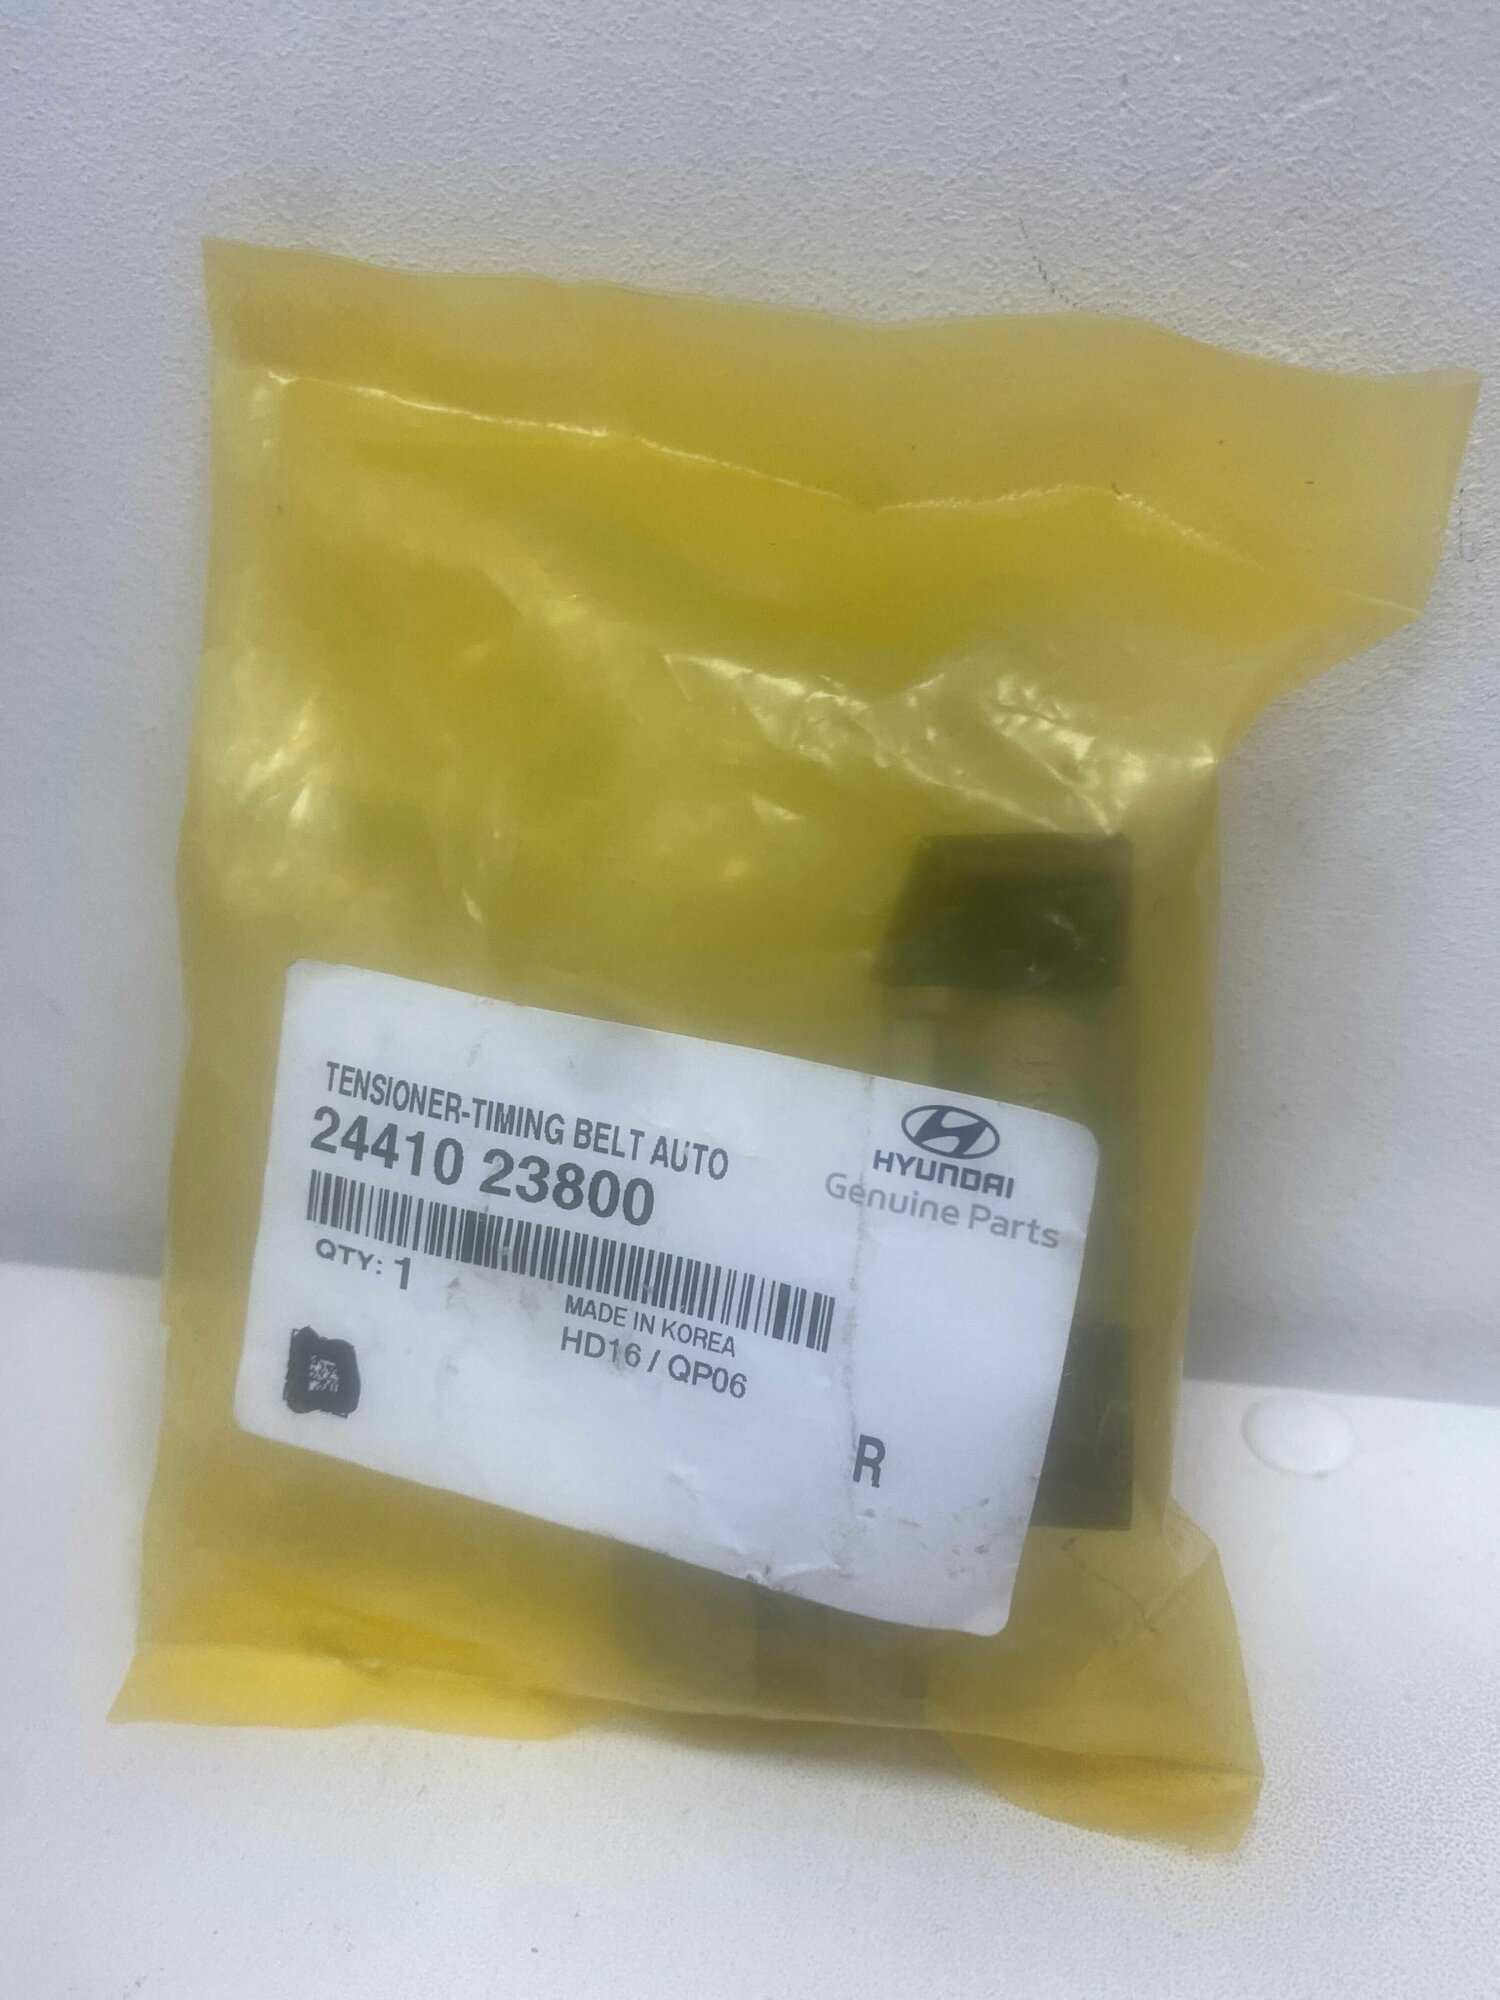 TENSIONER-TIMING BELT AUTO
24410 23800
HYUNDAI
Genuine Parts
QTY: 1
MADE IN KOREA
HD16 / QP06
R